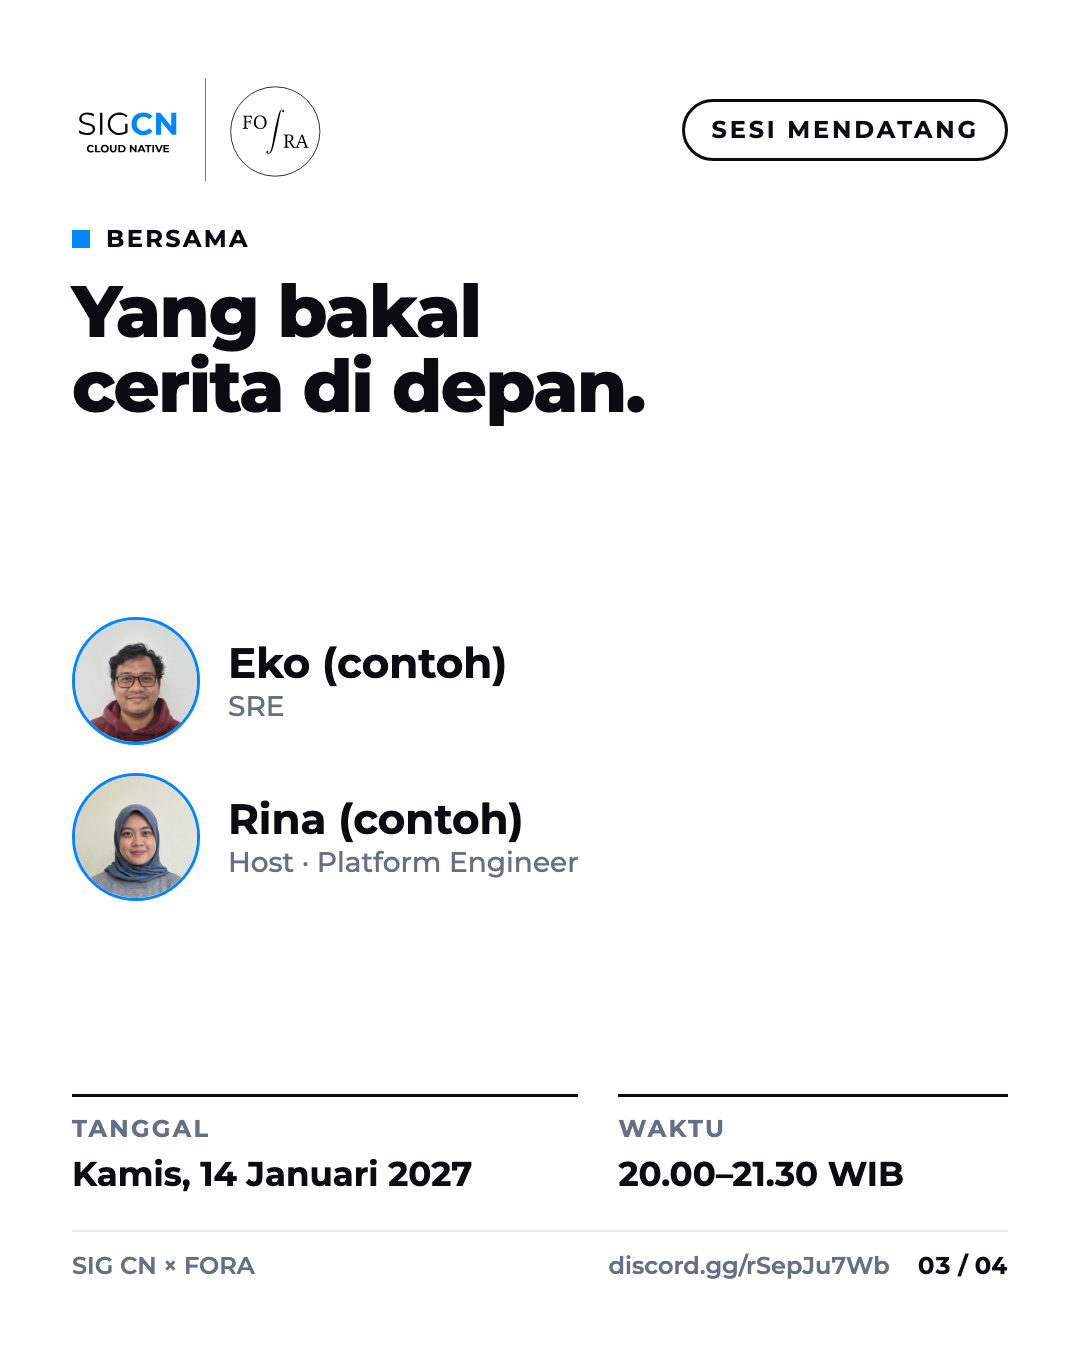 SIGCN
CLOUD NATIVE
FO∫RA
SESI MENDATANG
BERSAMA
Yang bakal
cerita di depan.
Eko (contoh)
SRE
Rina (contoh)
Host · Platform Engineer
TANGGAL
Kamis, 14 Januari 2027
WAKTU
20.00–21.30 WIB
SIG CN × FORA
discord.gg/rSepJu7Wb
03 / 04